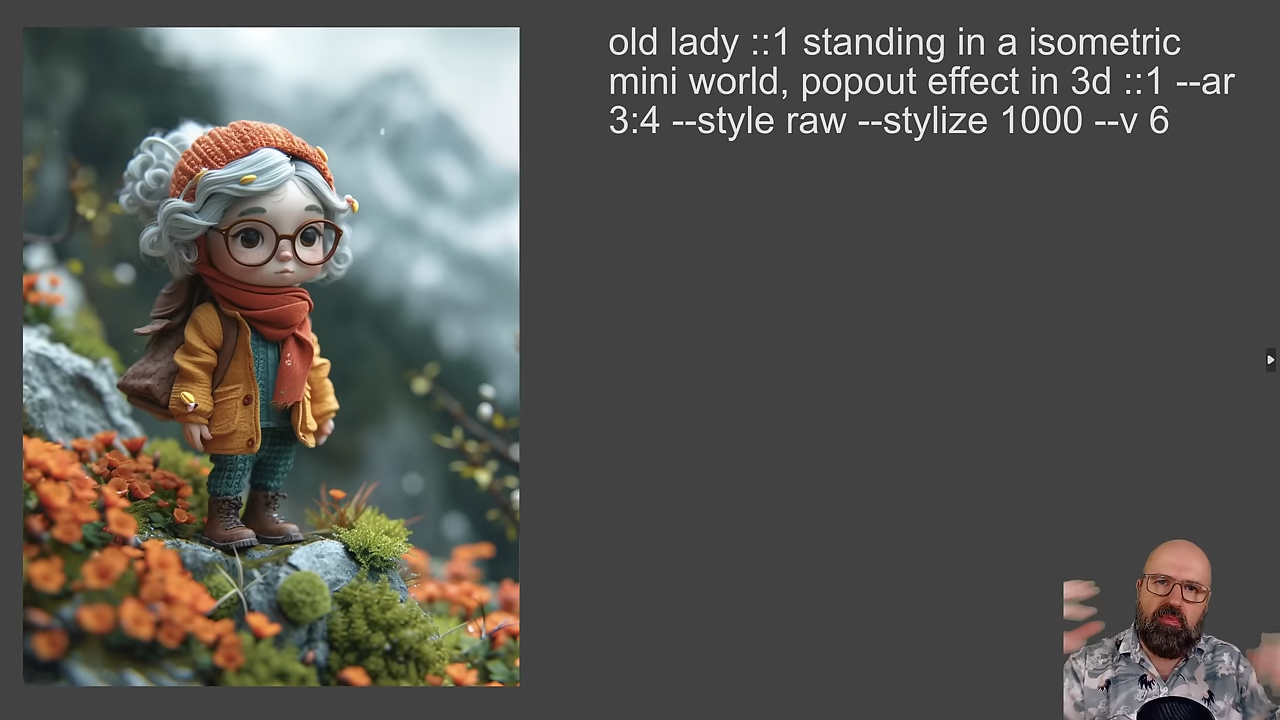 old lady ::1 standing in a isometric
mini world, popout effect in 3d ::1 --ar
3:4 --style raw --stylize 1000 --v 6